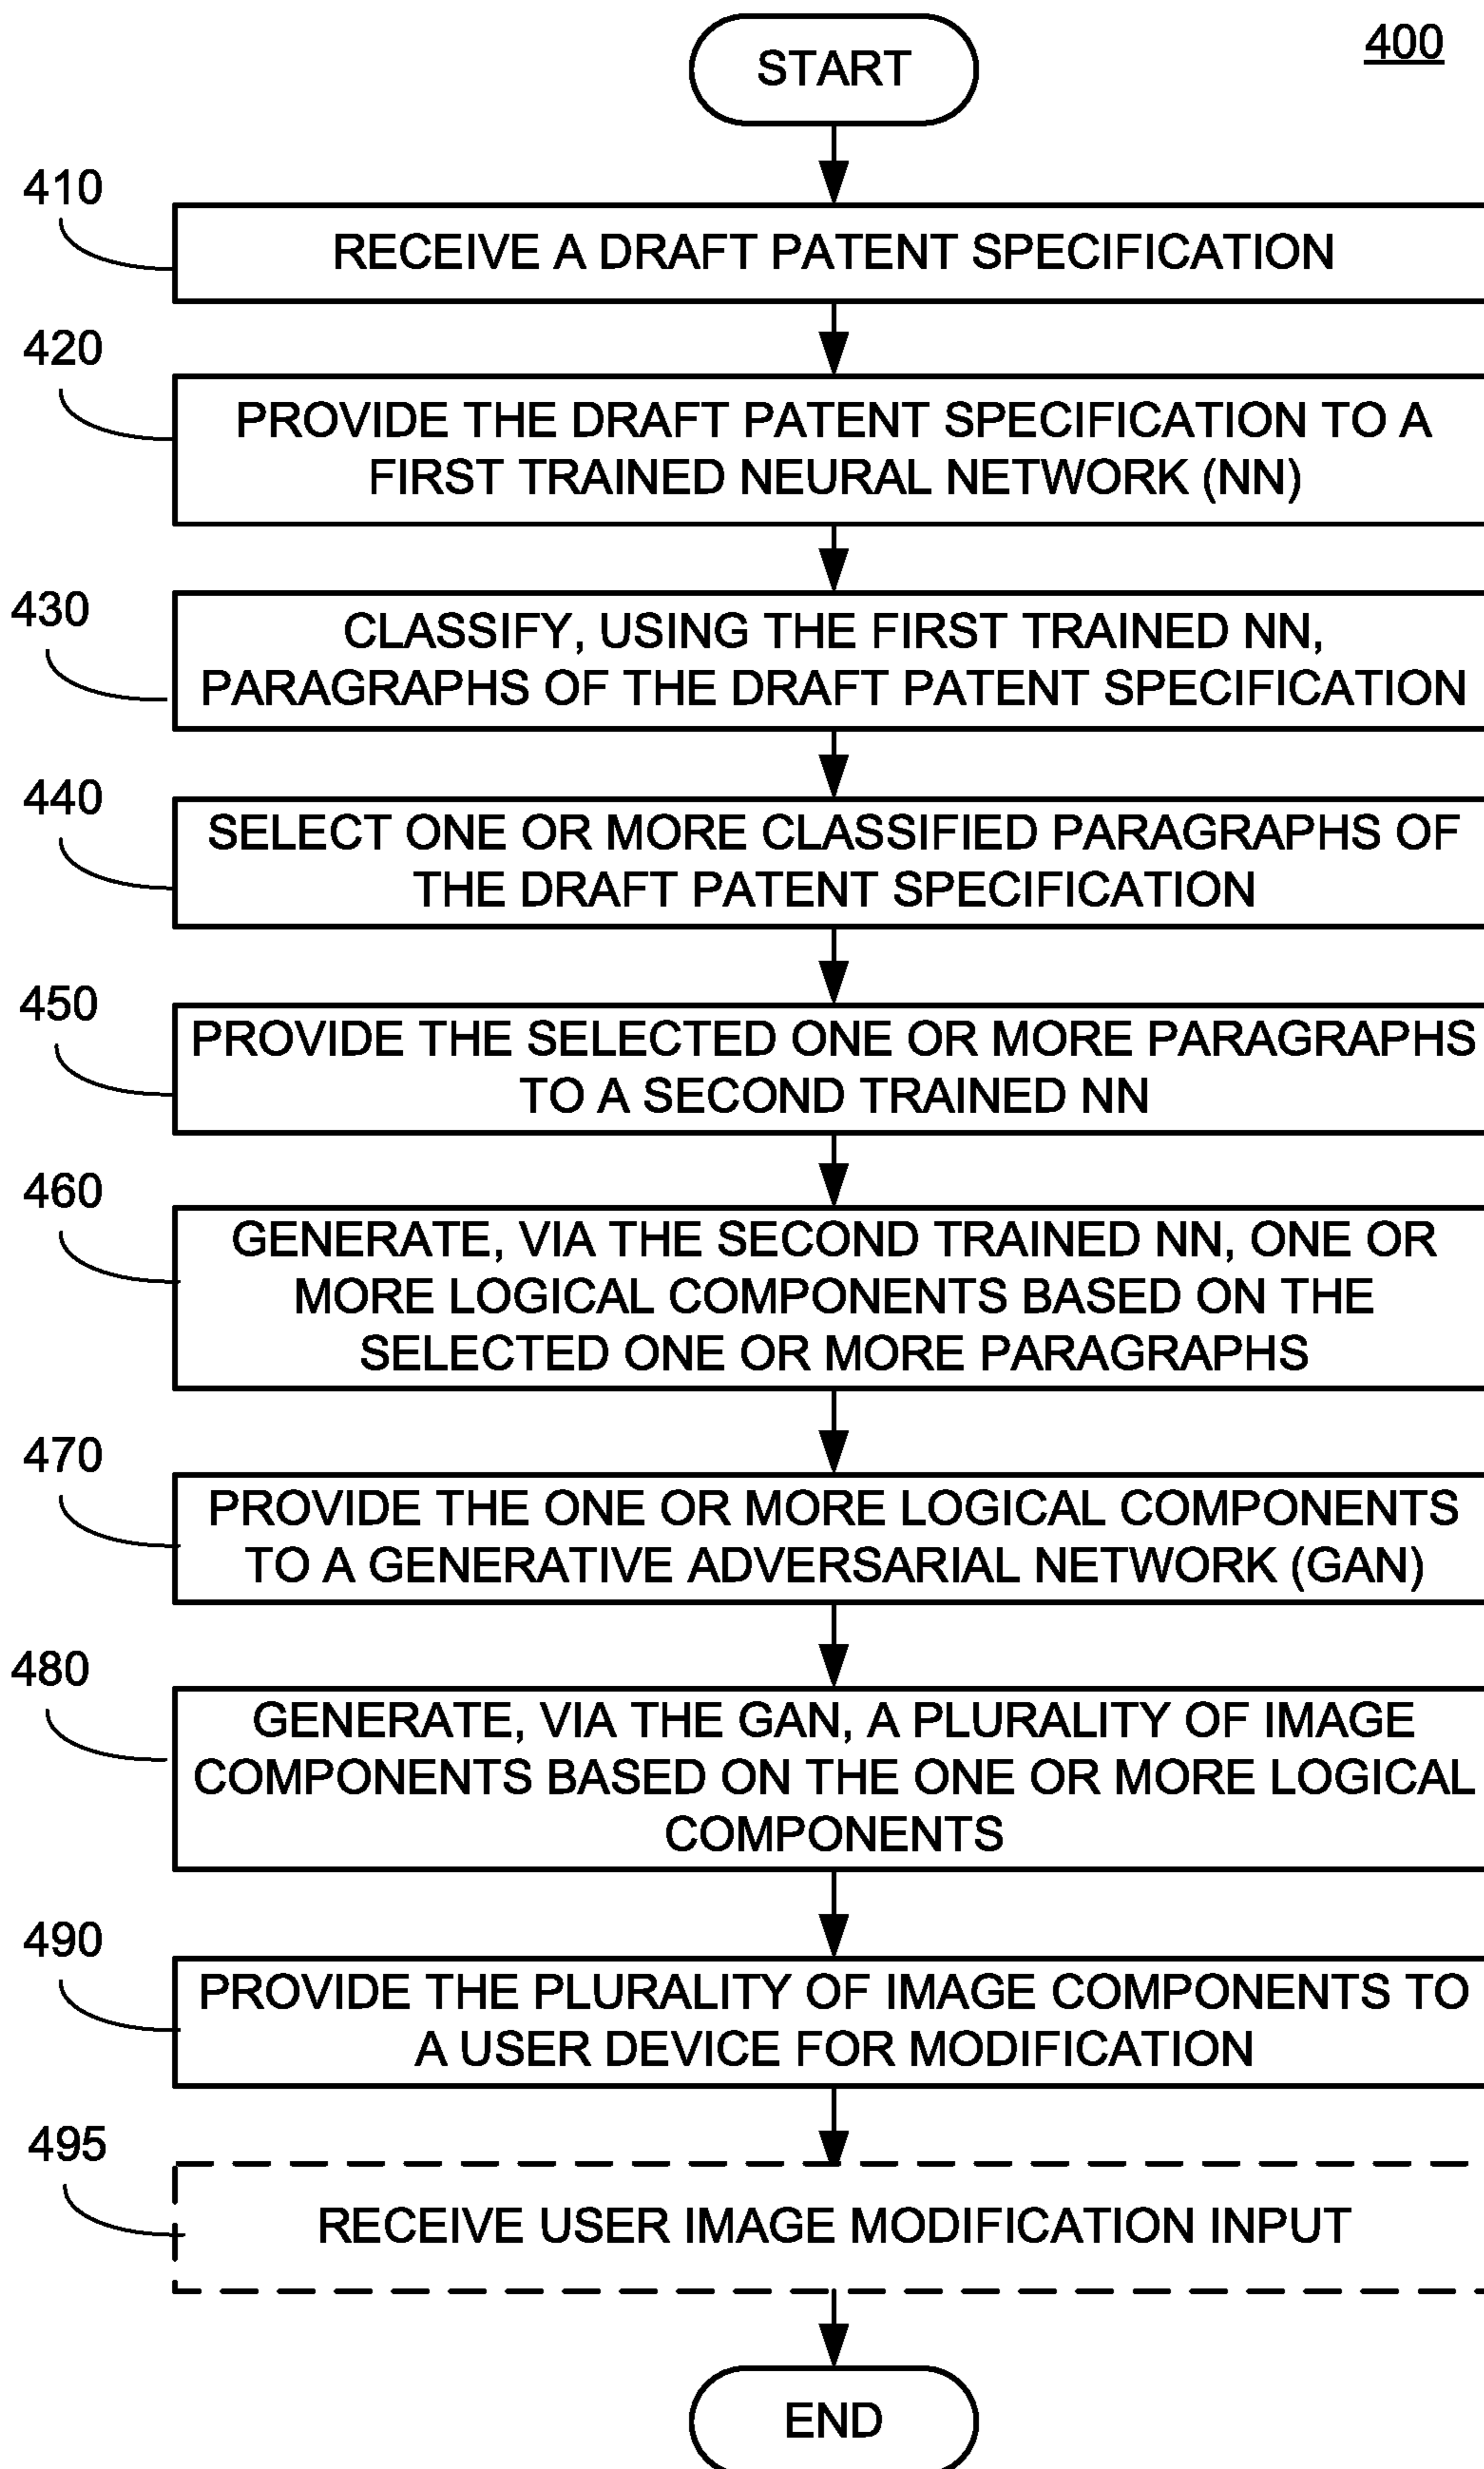 START
400
410
RECEIVE A DRAFT PATENT SPECIFICATION
420
PROVIDE THE DRAFT PATENT SPECIFICATION TO A
FIRST TRAINED NEURAL NETWORK (NN)
430
CLASSIFY, USING THE FIRST TRAINED NN,
PARAGRAPHS OF THE DRAFT PATENT SPECIFICATION
440
SELECT ONE OR MORE CLASSIFIED PARAGRAPHS OF
THE DRAFT PATENT SPECIFICATION
450
PROVIDE THE SELECTED ONE OR MORE PARAGRAPHS
TO A SECOND TRAINED NN
460
GENERATE, VIA THE SECOND TRAINED NN, ONE OR
MORE LOGICAL COMPONENTS BASED ON THE
SELECTED ONE OR MORE PARAGRAPHS
470
PROVIDE THE ONE OR MORE LOGICAL COMPONENTS
TO A GENERATIVE ADVERSARIAL NETWORK (GAN)
480
GENERATE, VIA THE GAN, A PLURALITY OF IMAGE
COMPONENTS BASED ON THE ONE OR MORE LOGICAL
COMPONENTS
490
PROVIDE THE PLURALITY OF IMAGE COMPONENTS TO
A USER DEVICE FOR MODIFICATION
495
RECEIVE USER IMAGE MODIFICATION INPUT
END